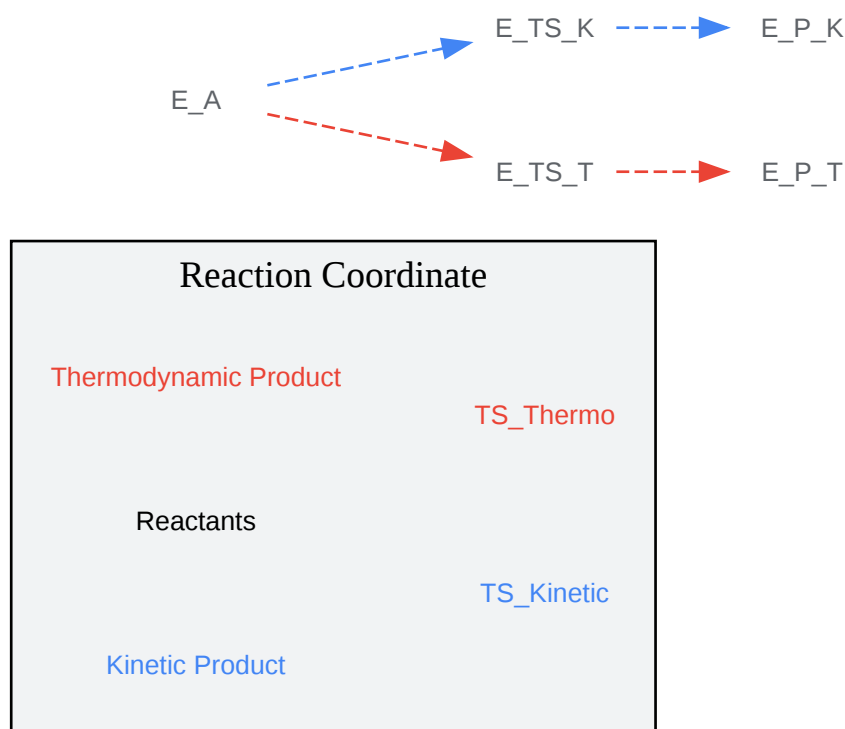 E_TS_K
E_P_K
E_A
E_TS_T
E_P_T
Reaction Coordinate
Thermodynamic Product
TS_Thermo
Reactants
TS_Kinetic
Kinetic Product